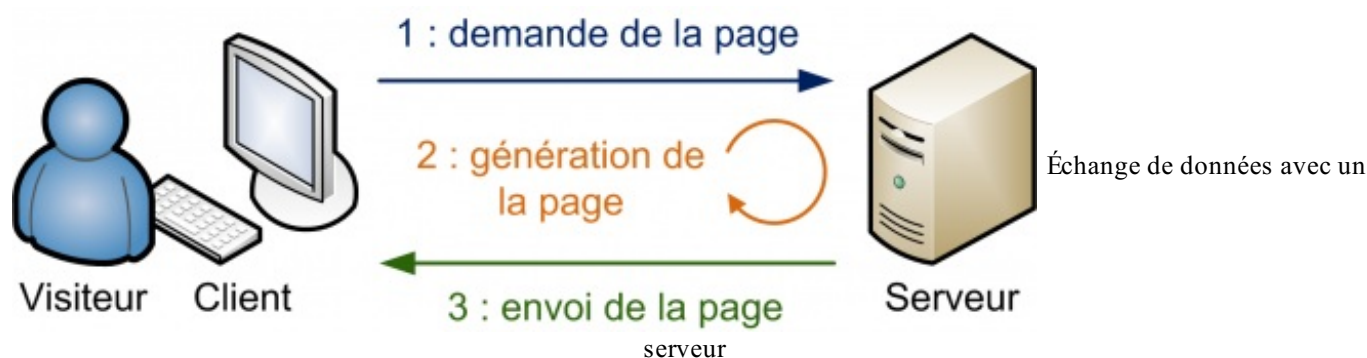 1 : demande de la page
2 : génération de
la page
Échange de données avec un
Visiteur
Client
Serveur
3 : envoi de la page
serveur